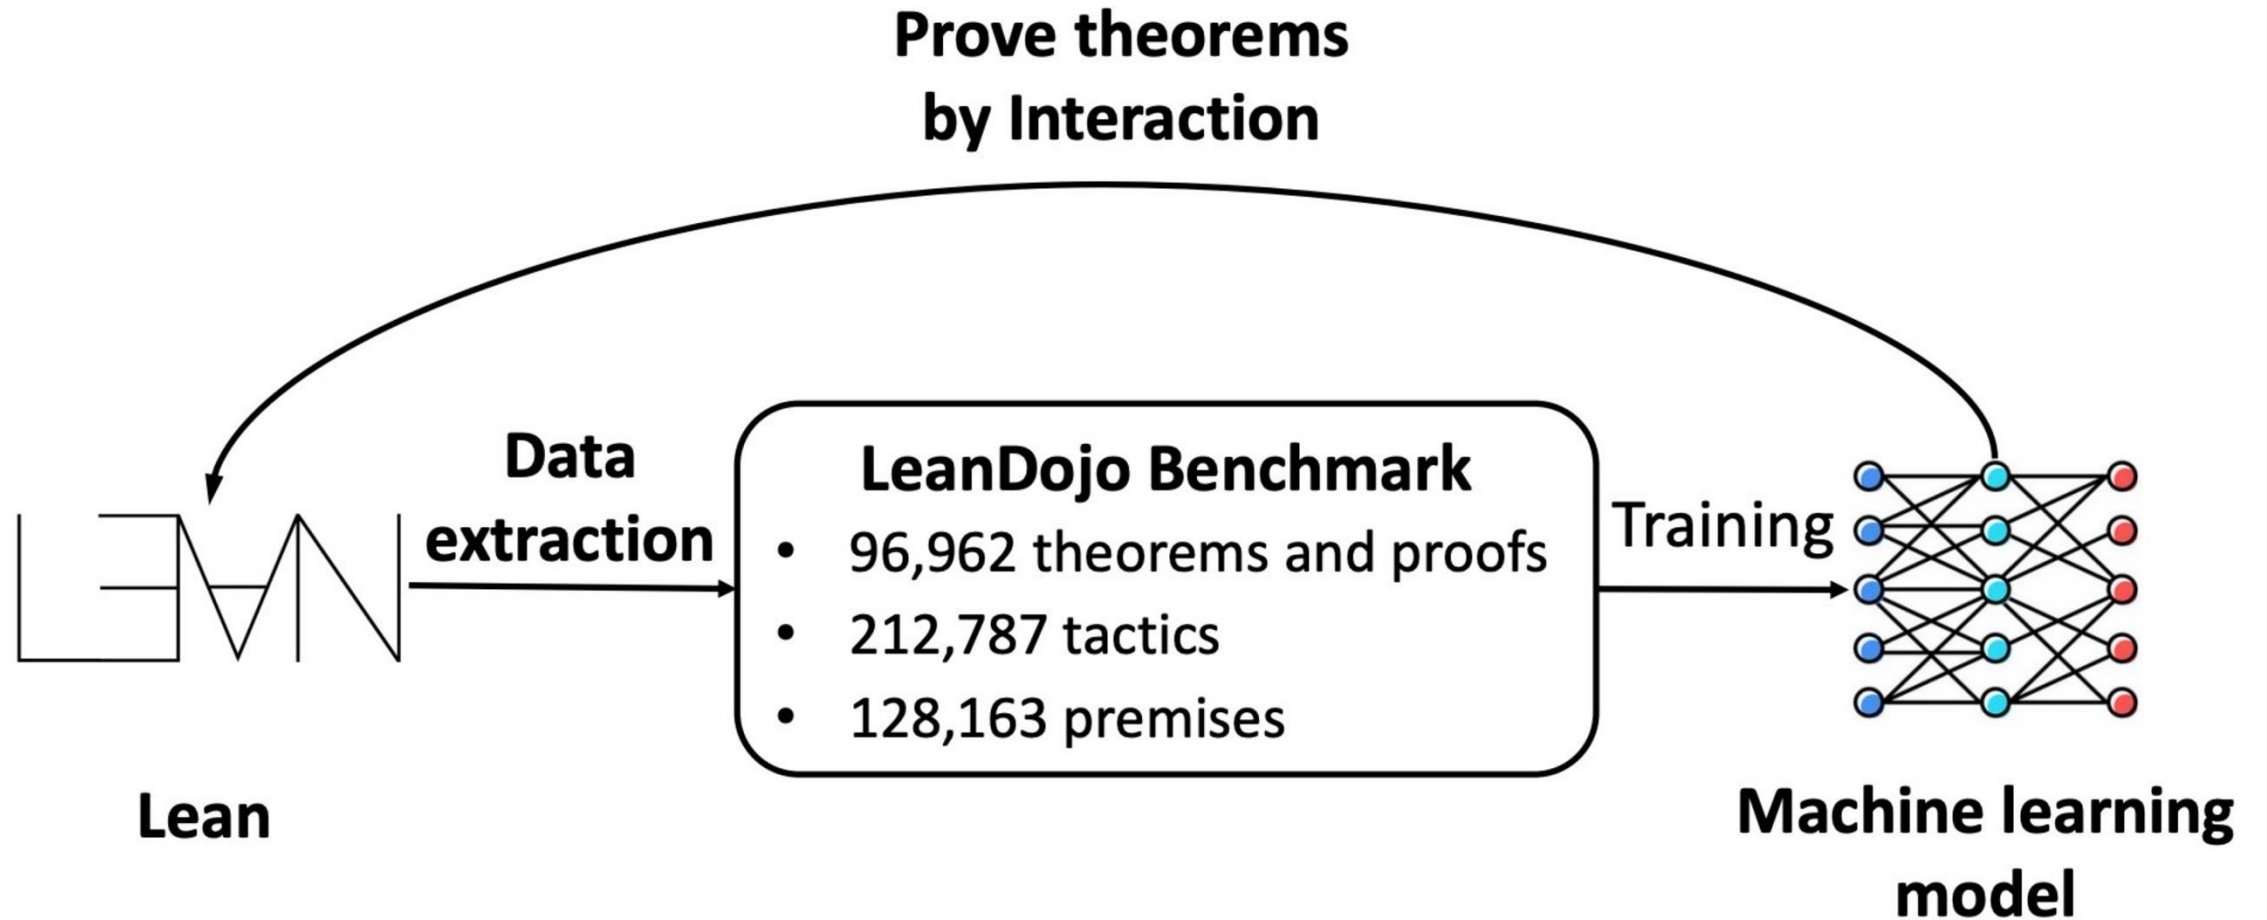 Prove theorems
by Interaction
Data
extraction
LeanDojo Benchmark
• 96,962 theorems and proofs
• 212,787 tactics
• 128,163 premises
Training
LEAN
Lean
Machine learning
model